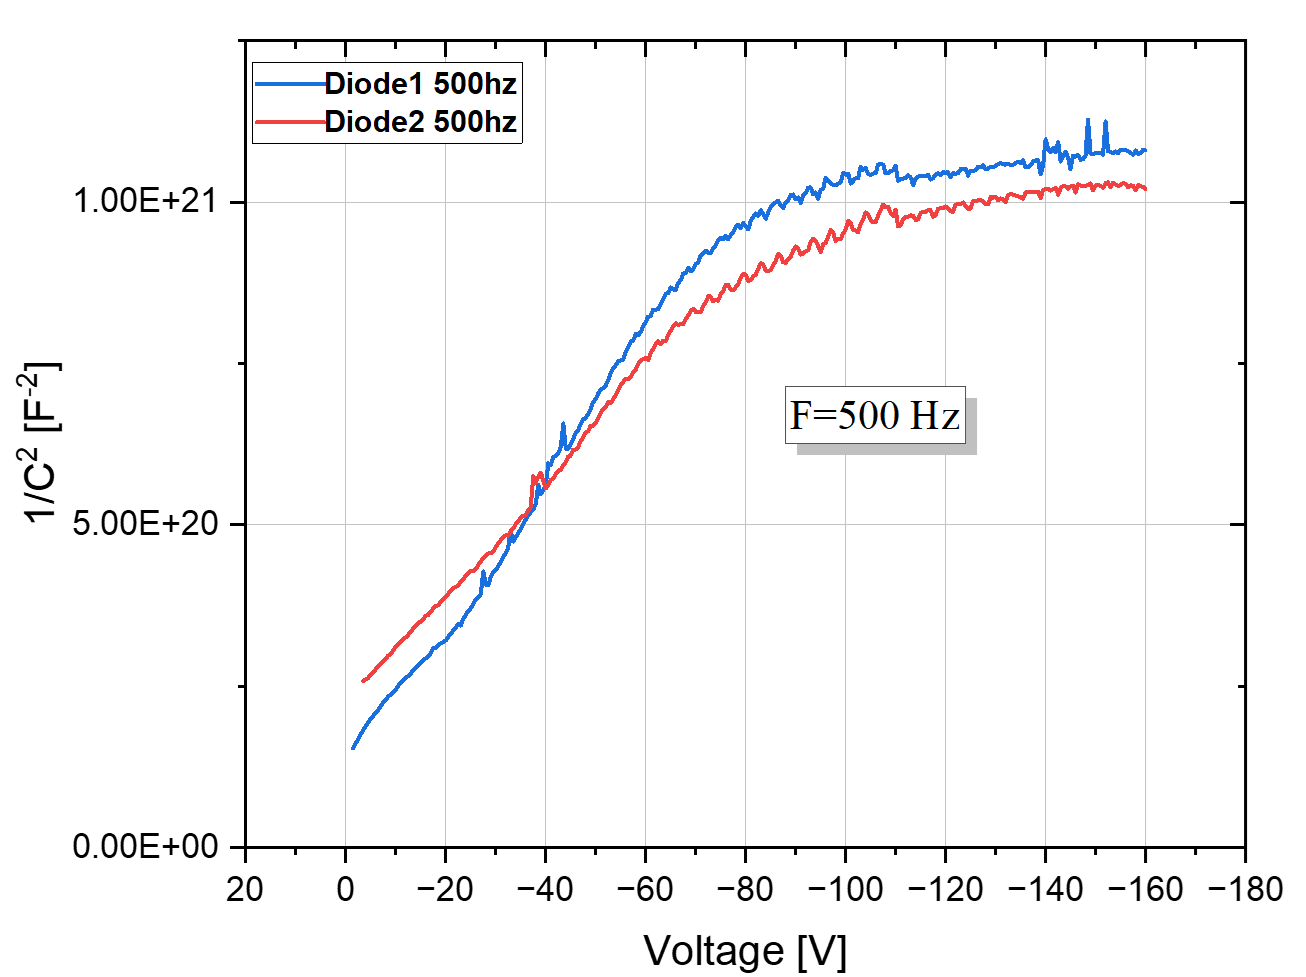 Diode1 500hz
Diode2 500hz
1.00E+21
5.00E+20
0.00E+00
1/C² [F⁻²]
F=500 Hz
20 0 −20 −40 −60 −80 −100 −120 −140 −160 −180
Voltage [V]